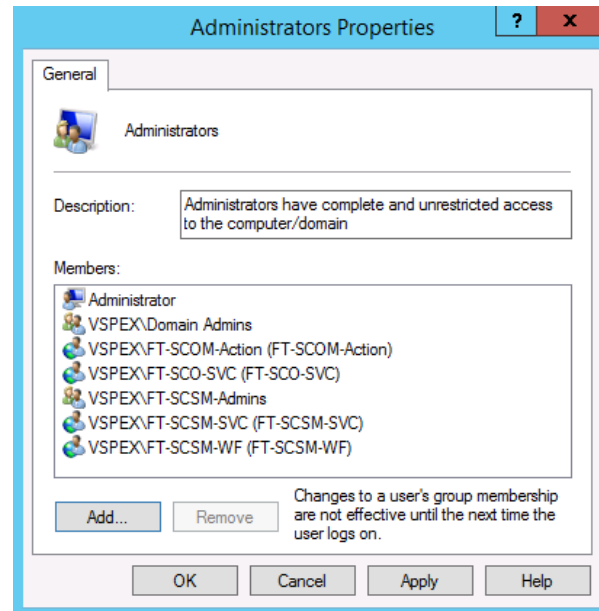 Administrators Properties
?
x
General
Administrators
Description:
Administrators have complete and unrestricted access
to the computer/domain
Members:
Administrator
VSPEX\Domain Admins
VSPEX\FT-SCOM-Action (FT-SCOM-Action)
VSPEX\FT-SCO-SVC (FT-SCO-SVC)
VSPEX\FT-SCSM-Admins
VSPEX\FT-SCSM-SVC (FT-SCSM-SVC)
VSPEX\FT-SCSM-WF (FT-SCSM-WF)
Add...
Remove
Changes to a user's group membership
are not effective until the next time the
user logs on.
OK
Cancel
Apply
Help